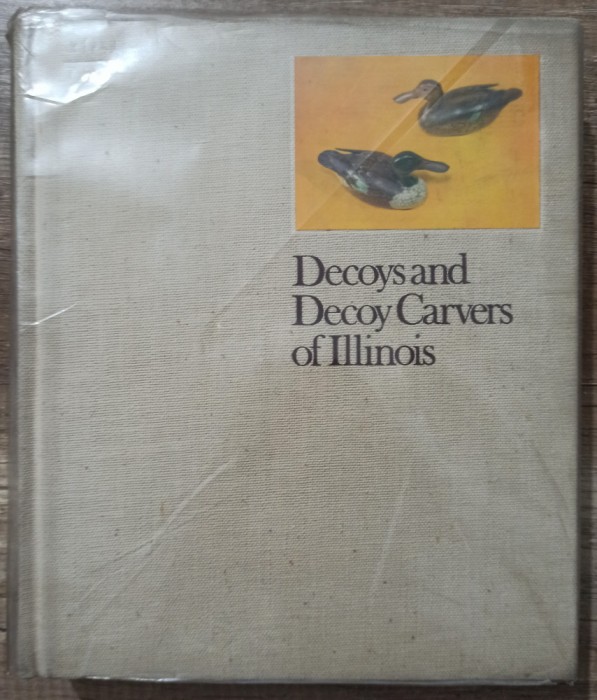 Decoys and
Decoy Carvers
of Illinois